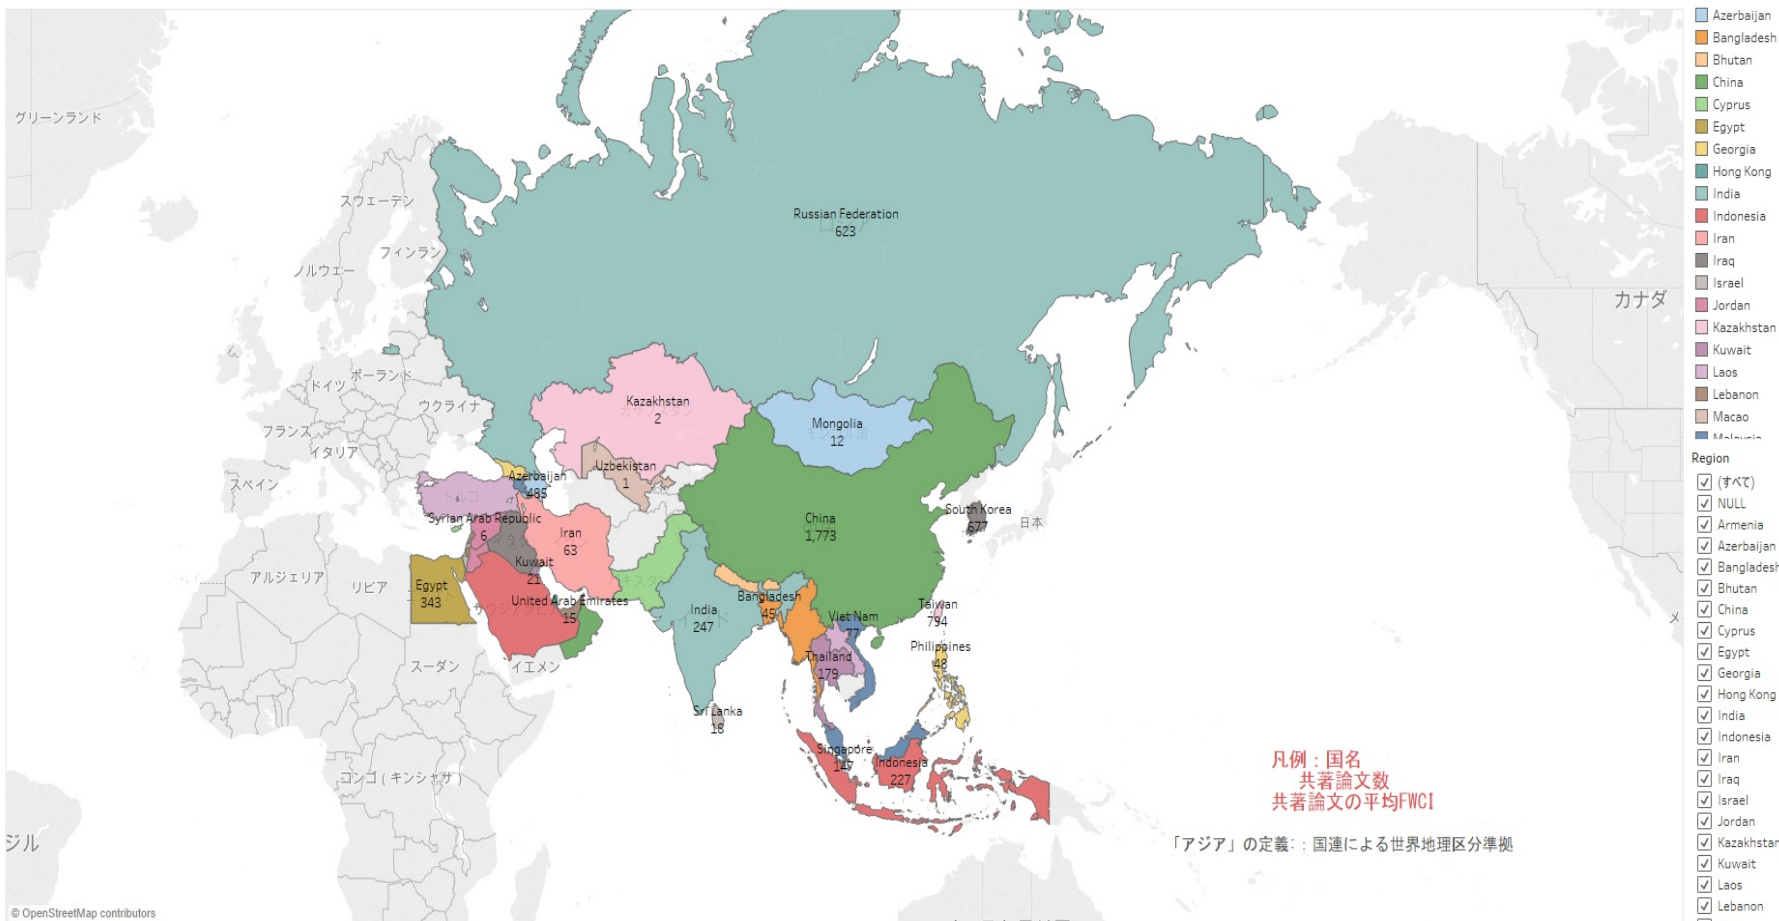 グリーンランド
スウェーデン
フィンラン
ノルウェー
Russian Federation
623
カナダ
ドイツ
ポーランド
ウクライナ
フランス
イタリア
スペイン
Kazakhstan
2
Mongolia
12
Uzbekistan
1
Azerbaijan
485
トルコ
Syrian Arab Republic
6
Iran
63
China
1,773
South Korea
677
日本
アルジェリア
リビア
Egypt
343
Kuwait
21
United Arab Emirates
15
India
247
Bangladesh
45
Viet Nam
77
Taiwan
794
Thailand
179
Philippines
48
スーダン
イエメン
Sri Lanka
18
Singapore
147
Indonesia
227
コンゴ (キンシャサ)
ジル
メ
凡例：国名
共著論文数
共著論文の平均FWCI
「アジア」の定義：：国連による世界地理区分準拠
© OpenStreetMap contributors
Azerbaijan
Bangladesh
Bhutan
China
Cyprus
Egypt
Georgia
Hong Kong
India
Indonesia
Iran
Iraq
Israel
Jordan
Kazakhstan
Kuwait
Laos
Lebanon
Macao
Malaysia
Region
(すべて)
NULL
Armenia
Azerbaijan
Bangladesh
Bhutan
China
Cyprus
Egypt
Georgia
Hong Kong
India
Indonesia
Iran
Iraq
Israel
Jordan
Kazakhstan
Kuwait
Laos
Lebanon